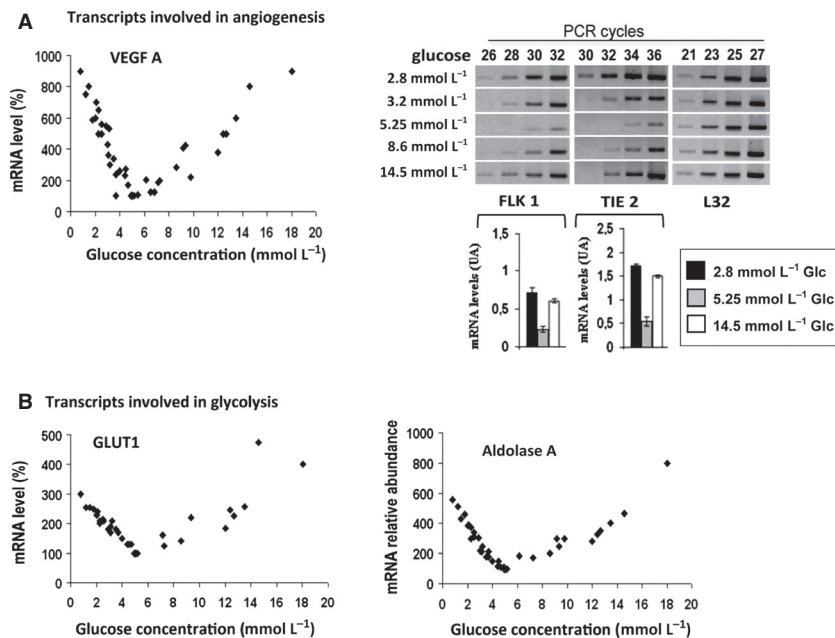 A Transcripts involved in angiogenesis
VEGF A
mRNA level (%)
1000
800
600
400
200
0
0 2 4 6 8 10 12 14 16 18 20
Glucose concentration (mmol L⁻¹)
PCR cycles
glucose 26 28 30 32 30 32 34 36 21 23 25 27
2.8 mmol L⁻¹
3.2 mmol L⁻¹
5.25 mmol L⁻¹
8.6 mmol L⁻¹
14.5 mmol L⁻¹
FLK 1 TIE 2 L32
mRNA levels (UA)
1,5
1
0,5
0
mRNA levels (UA)
2,5
2
1,5
1
0,5
0
2.8 mmol L⁻¹ Glc
5.25 mmol L⁻¹ Glc
14.5 mmol L⁻¹ Glc
B Transcripts involved in glycolysis
GLUT1
mRNA level (%)
500
400
300
200
100
0
0 2 4 6 8 10 12 14 16 18 20
Glucose concentration (mmol L⁻¹)
Aldolase A
mRNA relative abundance
1000
800
600
400
200
0
0 2 4 6 8 10 12 14 16 18 20
Glucose concentration (mmol L⁻¹)